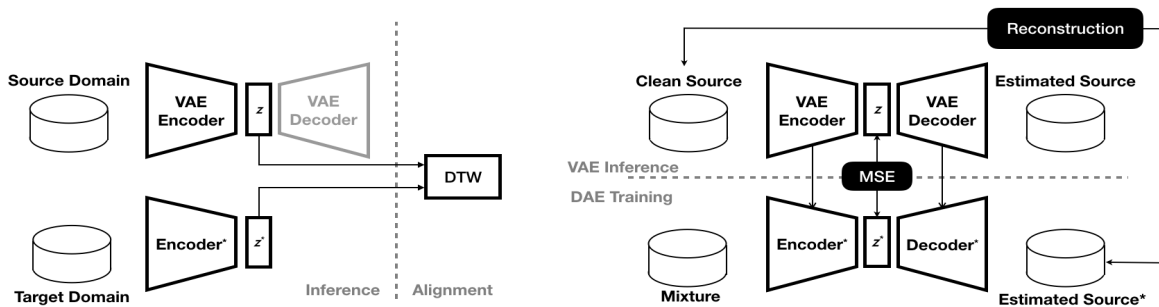 Source Domain
VAE
Encoder
z
VAE
Decoder
DTW
Encoder*
z*
Target Domain
Inference
Alignment
Reconstruction
Clean Source
VAE
Encoder
z
VAE
Decoder
Estimated Source
VAE Inference
MSE
DAE Training
Encoder*
z*
Decoder*
Mixture
Estimated Source*